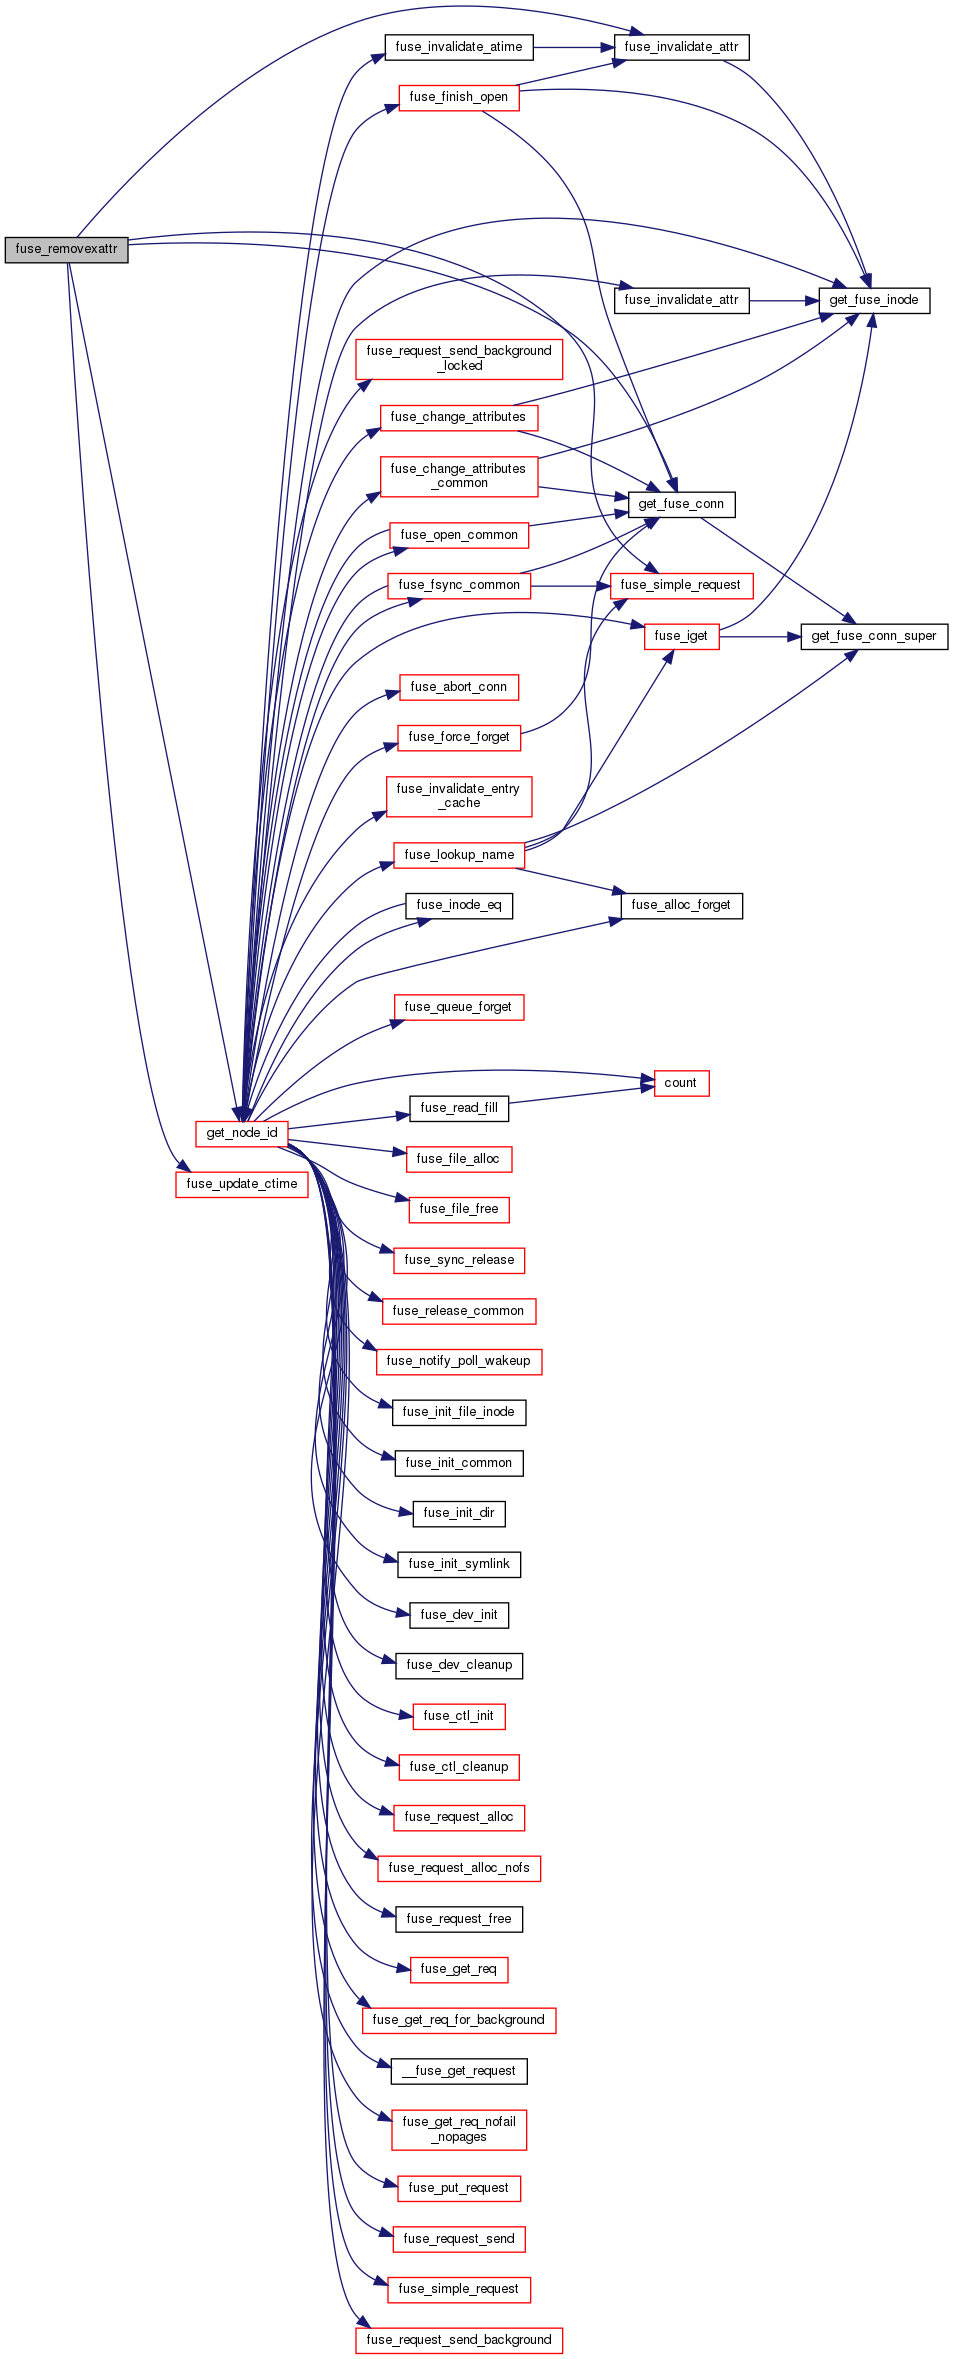 fuse_invalidate_atime
fuse_invalidate_attr
fuse_finish_open
fuse_removexattr
fuse_invalidate_attr
get_fuse_inode
fuse_request_send_background
_locked
fuse_change_attributes
fuse_change_attributes
_common
get_fuse_conn
fuse_open_common
fuse_fsync_common
fuse_simple_request
fuse_iget
get_fuse_conn_super
fuse_abort_conn
fuse_force_forget
fuse_invalidate_entry
_cache
fuse_lookup_name
fuse_inode_eq
fuse_alloc_forget
fuse_queue_forget
count
fuse_read_fill
get_node_id
fuse_file_alloc
fuse_update_ctime
fuse_file_free
fuse_sync_release
fuse_release_common
fuse_notify_poll_wakeup
fuse_init_file_inode
fuse_init_common
fuse_init_dir
fuse_init_symlink
fuse_dev_init
fuse_dev_cleanup
fuse_ctl_init
fuse_ctl_cleanup
fuse_request_alloc
fuse_request_alloc_nofs
fuse_request_free
fuse_get_req
fuse_get_req_for_background
__fuse_get_request
fuse_get_req_nofail
_nopages
fuse_put_request
fuse_request_send
fuse_simple_request
fuse_request_send_background